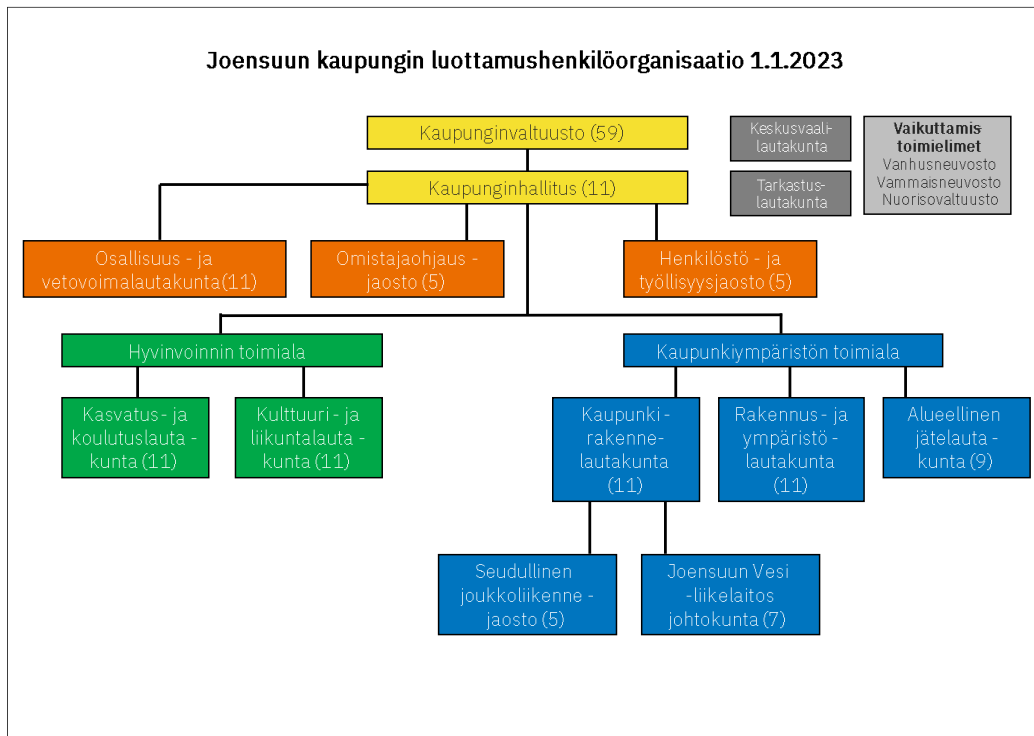 Joensuun kaupungin luottamushenkilöorganisaatio 1.1.2023
Kaupunginvaltuusto (59)
Kaupunginhallitus (11)
Keskusvaali-
lautakunta
Tarkastus-
lautakunta
Vaikuttamis
toimielimet
Vanhusneuvosto
Vammaisneuvosto
Nuorisovaltuusto
Osallisuus - ja
vetovoimalautakunta(11)
Omistajaohjaus -
jaosto (5)
Henkilöstö - ja
työllisyysjaosto (5)
Hyvinvoinnin toimiala
Kaupunkiympäristön toimiala
Kasvatus - ja
koulutuslauta -
kunta (11)
Kulttuuri - ja
liikuntalauta -
kunta (11)
Kaupunki -
rakenne-
lautakunta
(11)
Rakennus - ja
ympäristö -
lautakunta
(11)
Alueellinen
jätelauta -
kunta (9)
Seudullinen
joukkoliikenne -
jaosto (5)
Joensuun Vesi
-liikelaitos
johtokunta (7)